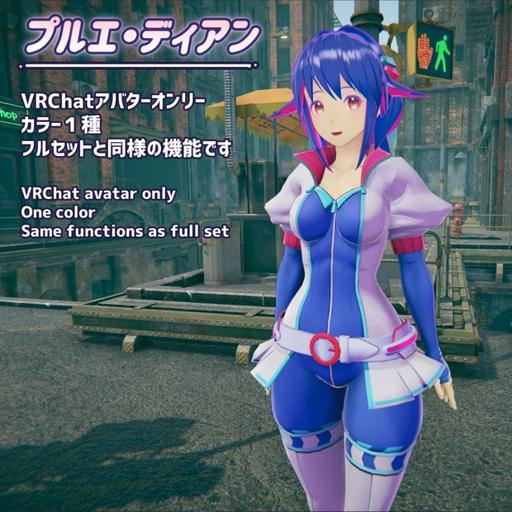 プルエ・ディアン
VRChatアバターオンリー
カラー1種
フルセットと同様の機能です
VRChat avatar only
One color
Same functions as full set
hop